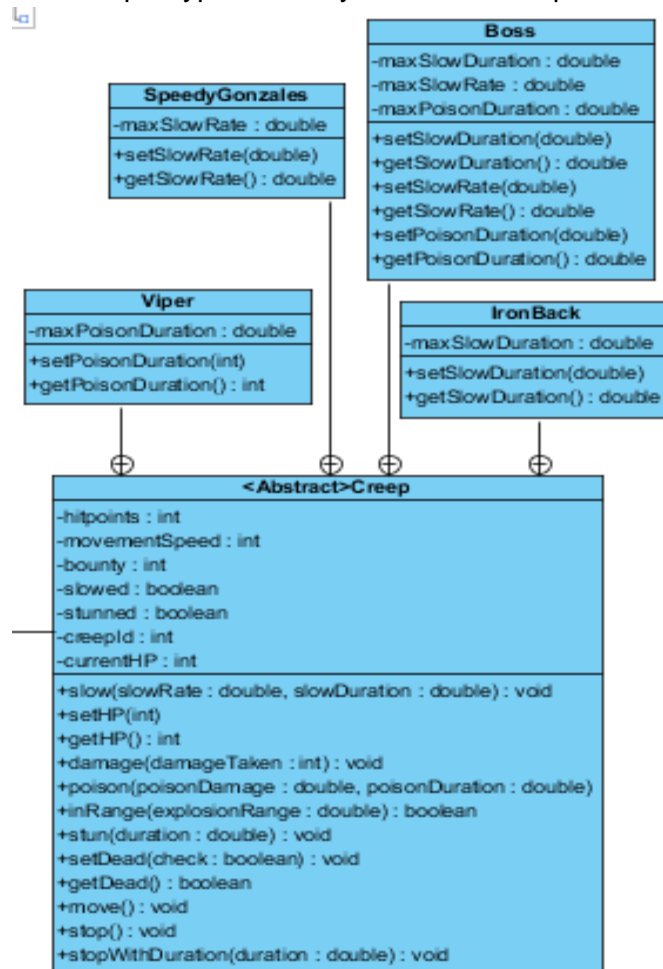 Boss
-maxSlowDuration : double
-maxSlowRate : double
-maxPoisonDuration : double
+setSlowDuration(double)
+getSlowDuration() : double
+setSlowRate(double)
+getSlowRate() : double
+setPoisonDuration(double)
+getPoisonDuration() : double
SpeedyGonzales
-maxSlowRate : double
+setSlowRate(double)
+getSlowRate() : double
Viper
-maxPoisonDuration : double
+setPoisonDuration(int)
+getPoisonDuration() : int
IronBack
-maxSlowDuration : double
+setSlowDuration(double)
+getSlowDuration() : double
<Abstract>Creep
-hitpoints : int
-movementSpeed : int
-bounty : int
-slowed : boolean
-stunned : boolean
-creepId : int
-currentHP : int
+slow(slowRate : double, slowDuration : double) : void
+setHP(int)
+getHP() : int
+damage(damageTaken : int) : void
+poison(poisonDamage : double, poisonDuration : double)
+inRange(explosionRange : double) : boolean
+stun(duration : double) : void
+setDead(check : boolean) : void
+getDead() : boolean
+move() : void
+stop() : void
+stopWithDuration(duration : double) : void